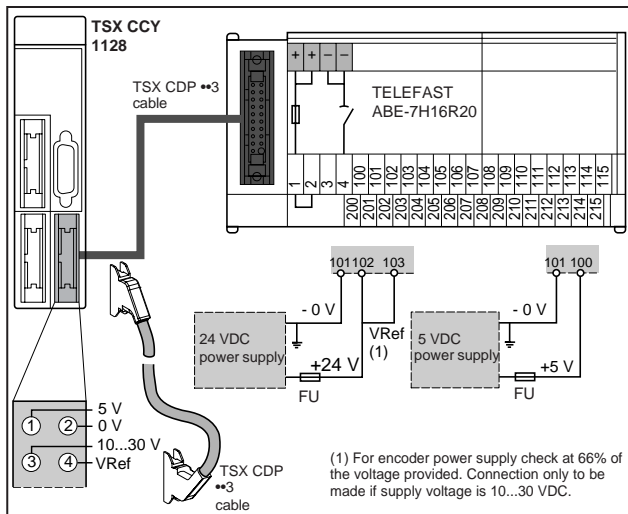 TSX CCY
1128
TSX CDP ••3
cable
+ + – –
TELEFAST
ABE-7H16R20
1 2 3 4 100 101 102 103 104 105 106 107 108 109 110 111 112 113 114 115
200 201 202 203 204 205 206 207 208 209 210 211 212 213 214 215
101 102 103
101 100
- 0 V
24 VDC
power supply
VRef
(1)
+24 V
FU
- 0 V
5 VDC
power supply
+5 V
FU
1 2 3 4
5 V
0 V
10...30 V
VRef
TSX CDP
••3
cable
(1) For encoder power supply check at 66% of
the voltage provided. Connection only to be
made if supply voltage is 10...30 VDC.